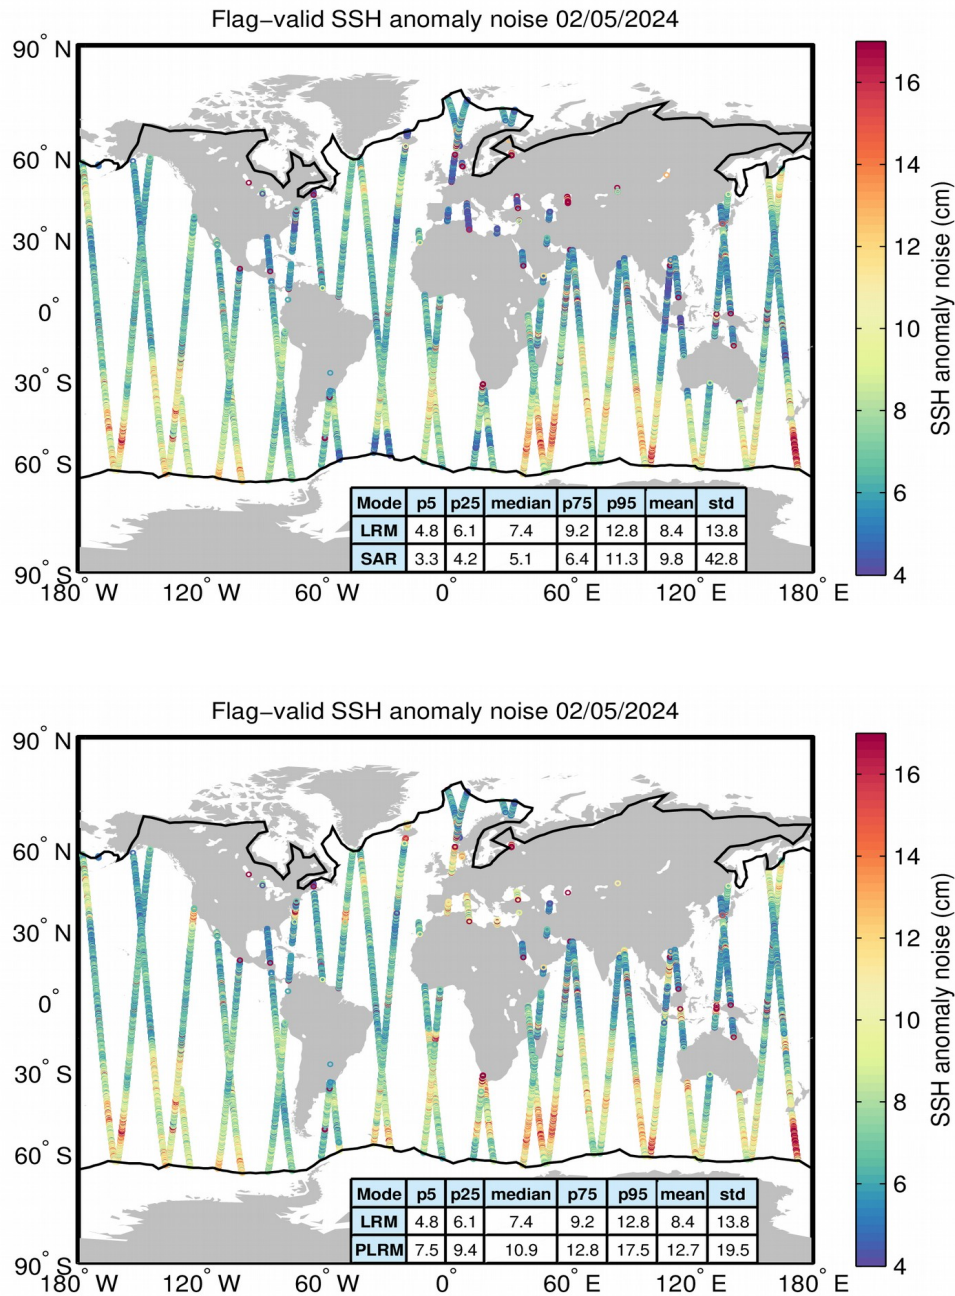 Flag−valid SSH anomaly noise 02/05/2024
90° N
60° N
30° N
0°
30° S
60° S
90° S
180° W
120° W
60° W
0°
60° E
120° E
180° E
16
14
12
10
8
6
4
SSH anomaly noise (cm)
Mode p5 p25 median p75 p95 mean std
LRM 4.8 6.1 7.4 9.2 12.8 8.4 13.8
SAR 3.3 4.2 5.1 6.4 11.3 9.8 42.8
Flag−valid SSH anomaly noise 02/05/2024
90° N
60° N
30° N
0°
30° S
60° S
90° S
180° W
120° W
60° W
0°
60° E
120° E
180° E
16
14
12
10
8
6
4
SSH anomaly noise (cm)
Mode p5 p25 median p75 p95 mean std
LRM 4.8 6.1 7.4 9.2 12.8 8.4 13.8
PLRM 7.5 9.4 10.9 12.8 17.5 12.7 19.5